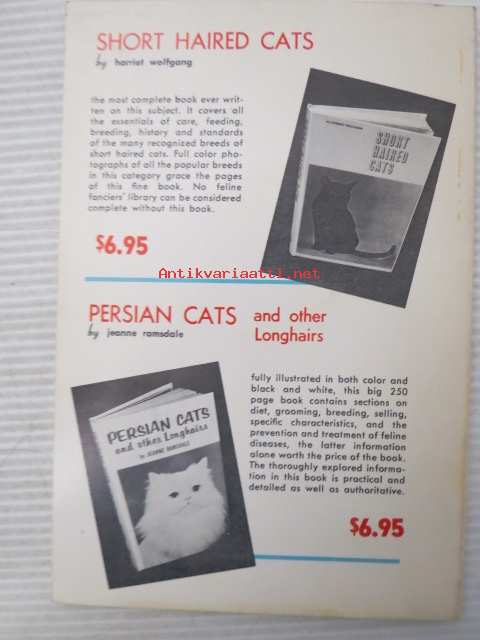 SHORT HAIRED CATS
by harriet wolfgang
the most complete book ever writ-
ten on this subject. It covers all
the essentials of care, feeding,
breeding, history and standards
of the many recognized breeds of
short haired cats. Full color pho-
tographs of all the popular breeds
in this category grace the pages
of this fine book. No feline
fanciers' library can be considered
complete without this book.
$6.95
SHORT
HAIRED
CATS
Antikvariaatti.net
PERSIAN CATS and other
Longhairs
by jeanne ramsdale
PERSIAN CATS
and other Longhairs
by JEANNE RAMSDALE
fully illustrated in both color and
black and white, this big 250
page book contains sections on
diet, grooming, breeding, selling,
specific characteristics, and the
prevention and treatment of feline
diseases, the latter information
alone worth the price of the book.
The thoroughly explored informa-
tion in this book is practical and
detailed as well as authoritative.
$6.95